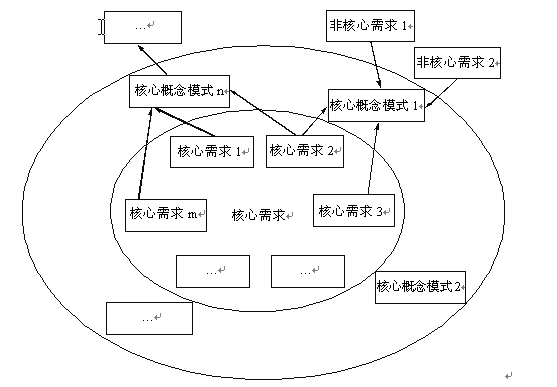 …
非核心需求 1
非核心需求 2
核心概念模式 n
核心概念模式 1
核心需求 1
核心需求 2
核心需求 m
核心需求
核心需求 3
…
…
核心概念模式 2
…